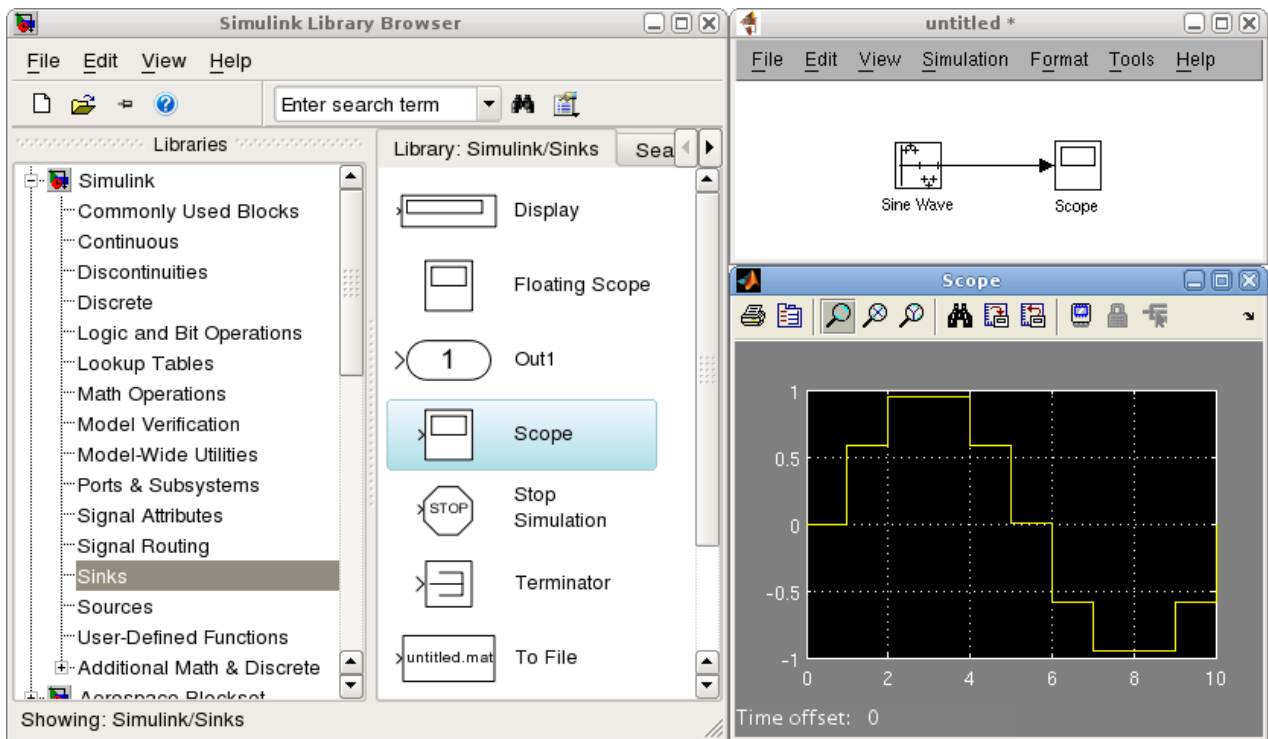 Simulink Library Browser
File Edit View Help
Enter search term
Libraries
Simulink
Commonly Used Blocks
Continuous
Discontinuities
Discrete
Logic and Bit Operations
Lookup Tables
Math Operations
Model Verification
Model-Wide Utilities
Ports & Subsystems
Signal Attributes
Signal Routing
Sinks
Sources
User-Defined Functions
Additional Math & Discrete
Aerospace Blockset
Library: Simulink/Sinks Sea
Display
Floating Scope
1 Out1
Scope
STOP Stop
Simulation
Terminator
untitled.mat To File
Showing: Simulink/Sinks
untitled *
File Edit View Simulation Format Tools Help
Sine Wave Scope
Scope
1
0.5
0
-0.5
-1
0 2 4 6 8 10
Time offset: 0